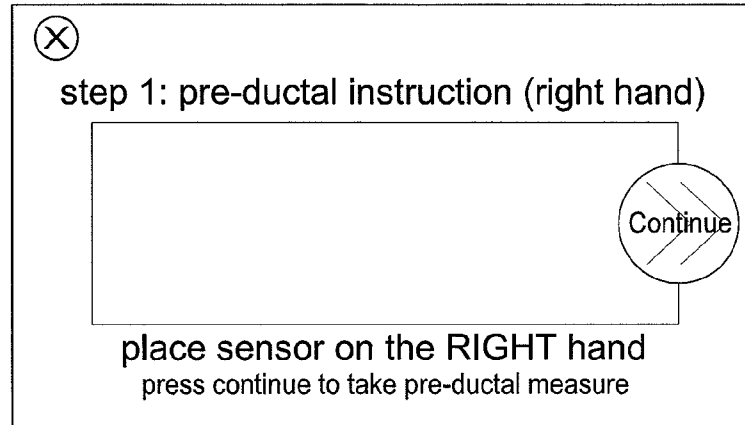 X
step 1: pre-ductal instruction (right hand)
Continue
place sensor on the RIGHT hand
press continue to take pre-ductal measure